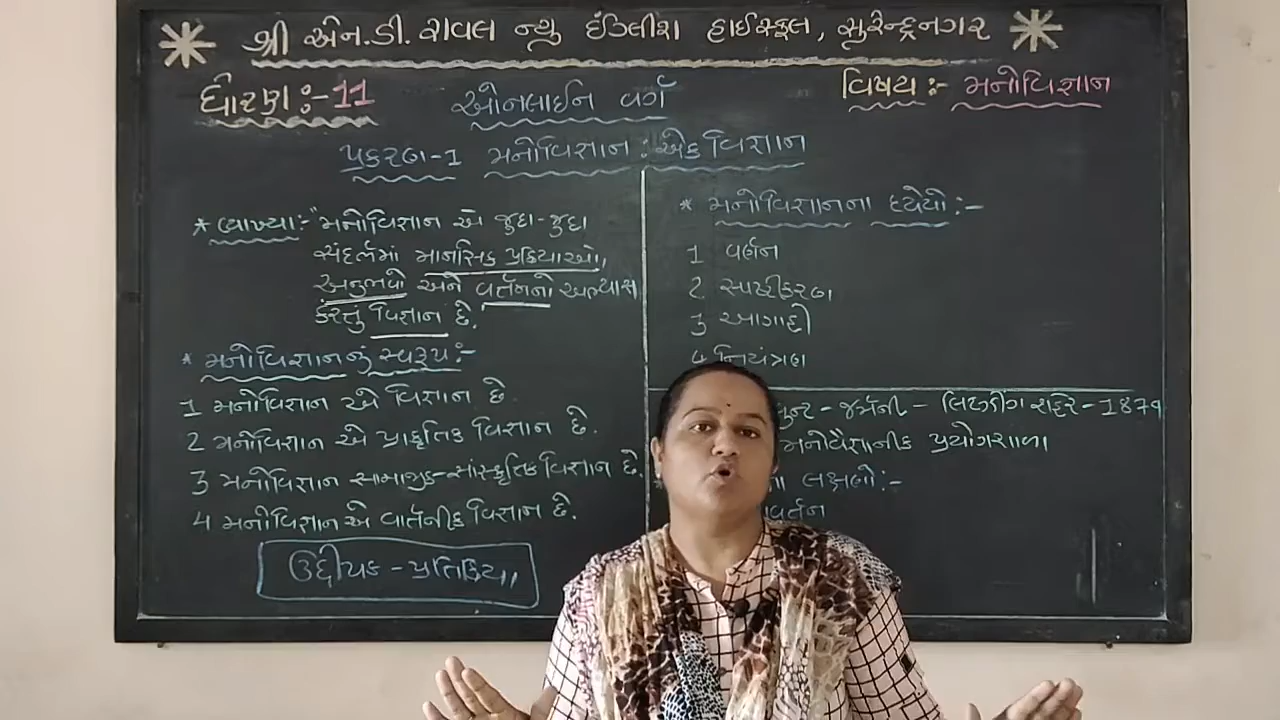 શ્રી એન.ડી. રાવલ ન્યુ ઇંગ્લીશ હાઈસ્કૂલ, સુરેન્દ્રનગર
ધોરણ :- 11
ઓનલાઈન વર્ગ
વિષય :- મનોવિજ્ઞાન
પ્રકરણ-1 મનોવિજ્ઞાન : એક વિજ્ઞાન
* વ્યાખ્યા:- "મનોવિજ્ઞાન એ જુદા-જુદા
સંદર્ભમાં માનસિક પ્રક્રિયાઓ,
અનુભવો અને વર્તનનો અભ્યાસ
કરતું વિજ્ઞાન છે."
* મનોવિજ્ઞાનનું સ્વરૂપ:-
1 મનોવિજ્ઞાન એ વિજ્ઞાન છે.
2 મનોવિજ્ઞાન એ પ્રાકૃતિક વિજ્ઞાન છે.
3 મનોવિજ્ઞાન સામાજીક-સાંસ્કૃતિક વિજ્ઞાન છે.
4 મનોવિજ્ઞાન એ વાર્તનીક વિજ્ઞાન છે.
ઉદ્દીપક - પ્રતિક્રિયા
* મનોવિજ્ઞાનના ધ્યેયો :-
1 વર્ણન
2 સ્પષ્ટીકરણ
3 આગાહી
4 નિયંત્રણ
- જર્મની - લિપ્ઝીગ શહેર - 1879
મનોવૈજ્ઞાનીક પ્રયોગશાળા
લક્ષણો:-
વર્તન